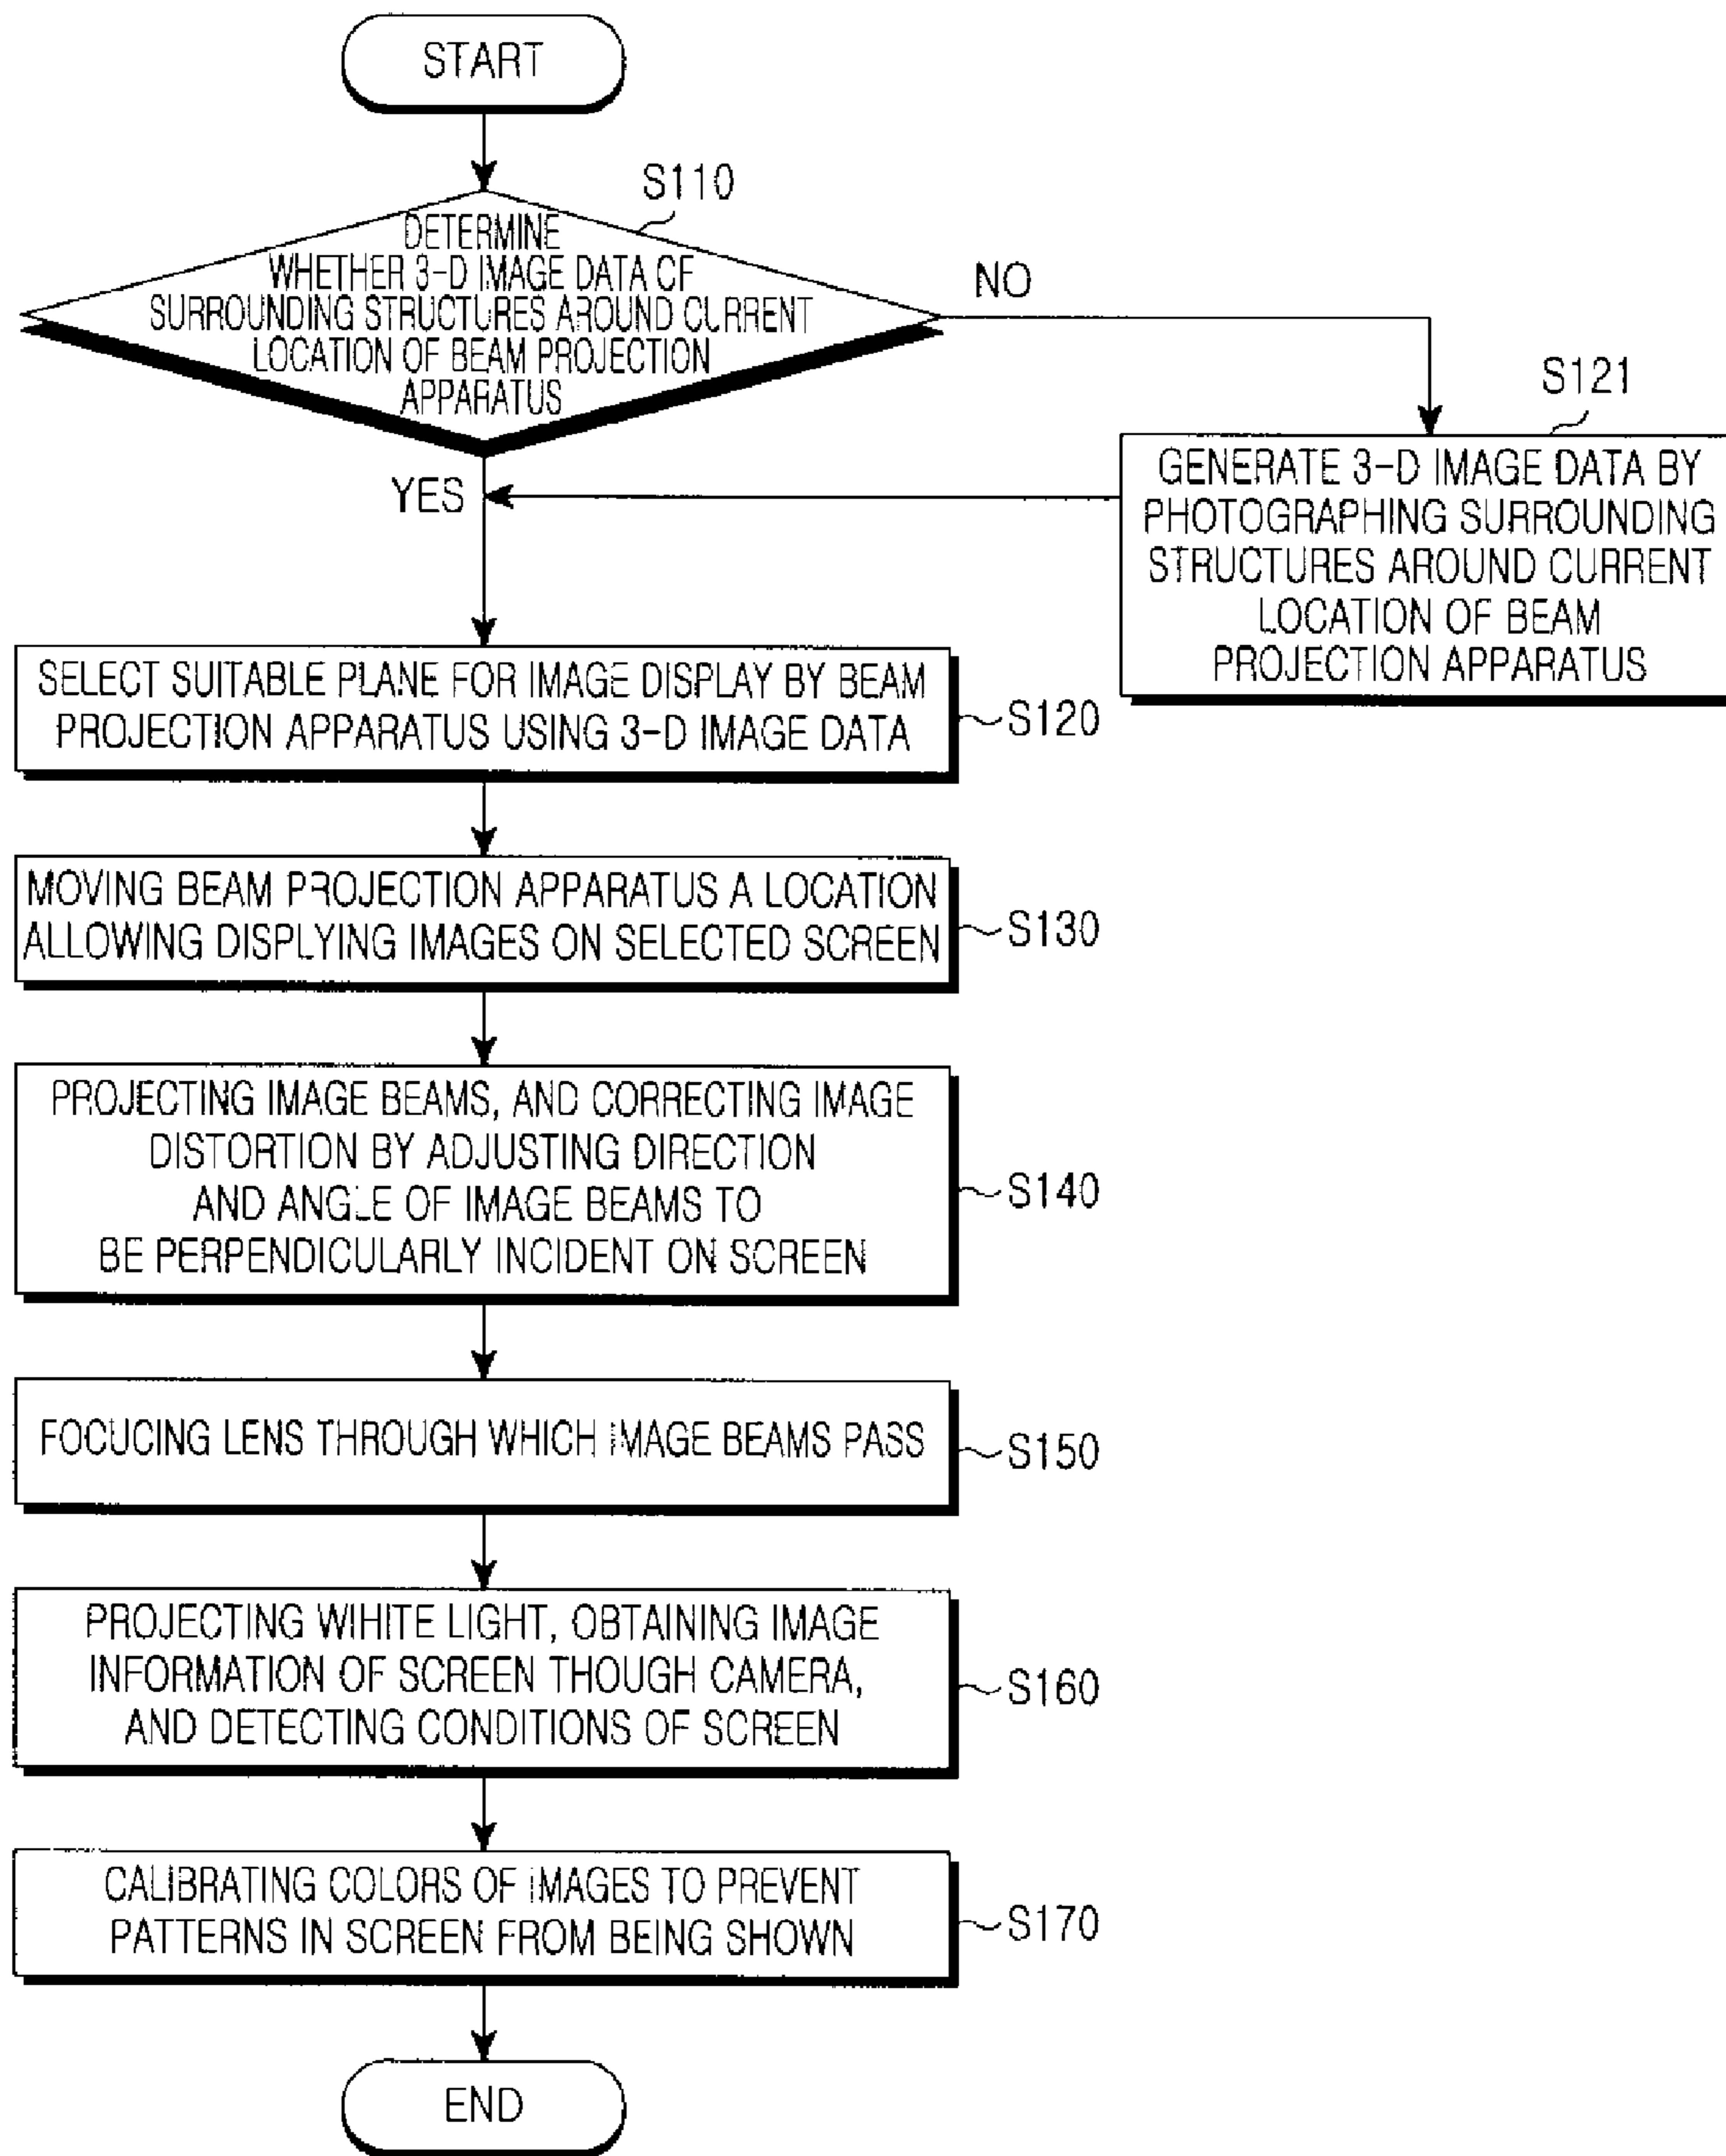 START
S110
DETERMINE
WHETHER 3-D IMAGE DATA CF
SURROUNDING STRUCTURES AROUND CURRENT
LOCATION OF BEAM PROJECTION
APPARATUS
NO
YES
S121
GENERATE 3-D IMAGE DATA BY
PHOTOGRAPHING SURROUNDING
STRUCTURES AROUND CURRENT
LOCATION OF BEAM
PROJECTION APPARATUS
SELECT SUITABLE PLANE FOR IMAGE DISPLAY BY BEAM
PROJECTION APPARATUS USING 3-D IMAGE DATA
S120
MOVING BEAM PROJECTION APPARATUS A LOCATION
ALLOWING DISPLYING IMAGES ON SELECTED SCREEN
S130
PROJECTING IMAGE BEAMS, AND CORRECTING IMAGE
DISTORTION BY ADJUSTING DIRECTION
AND ANGLE OF IMAGE BEAMS TO
BE PERPENDICULARLY INCIDENT ON SCREEN
S140
FOCUCING LENS THROUGH WHICH IMAGE BEAMS PASS
S150
PROJECTING WIHITE LIGHT, OBTAINING IMAGE
INFORMATION OF SCREEN THOUGH CAMERA,
AND DETECTING CONDITIONS OF SCREEN
S160
CALIBRATING COLORS OF IMAGES TO PREVENT
PATTERNS IN SCREEN FROM BEING SHOWN
S170
END